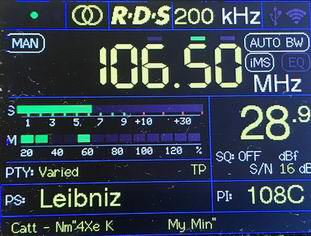 R·D·S 200 kHz
MAN AUTO BW
106.50 MHz
iMS EQ
S 1 3 5 7 9 +10 +30
M 20 40 60 80 100 120 %
28.9
SQ: OFF dBf
S/N 16 dB
PTY: Varied TP
PS: Leibniz PI: 108C
Catt - Nm"4Xe K My Min"